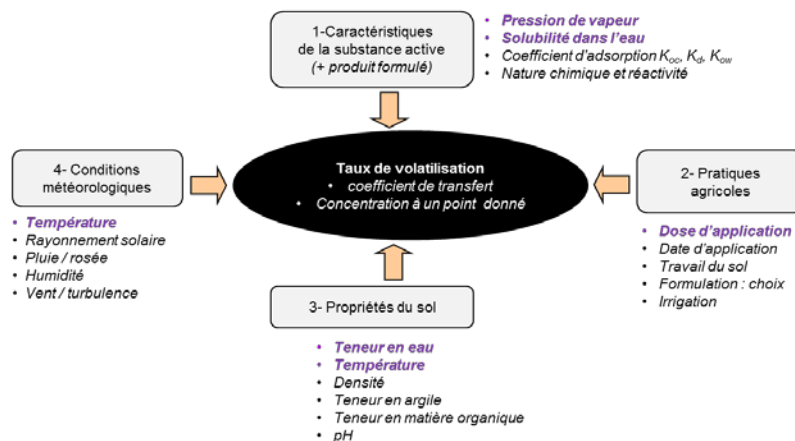 1-Caractéristiques
de la substance active
(+ produit formulé)
• Pression de vapeur
• Solubilité dans l'eau
• Coefficient d'adsorption Koc, Kd, Kow
• Nature chimique et réactivité
4- Conditions
météorologiques
• Température
• Rayonnement solaire
• Pluie / rosée
• Humidité
• Vent / turbulence
Taux de volatilisation
• coefficient de transfert
• Concentration à un point donné
2- Pratiques
agricoles
• Dose d'application
• Date d'application
• Travail du sol
• Formulation : choix
• Irrigation
3- Propriétés du sol
• Teneur en eau
• Température
• Densité
• Teneur en argile
• Teneur en matière organique
• pH